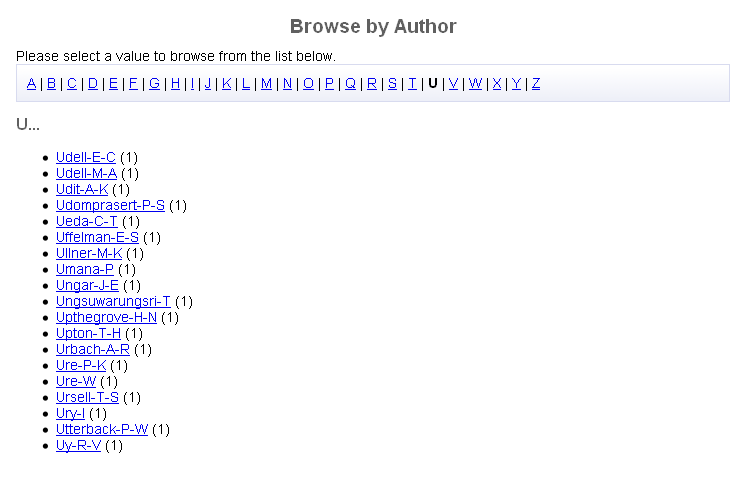 Browse by Author
Please select a value to browse from the list below.
A | B | C | D | E | F | G | H | I | J | K | L | M | N | O | P | Q | R | S | T | U | V | W | X | Y | Z
U...
Udell-E-C (1)
Udell-M-A (1)
Udit-A-K (1)
Udomprasert-P-S (1)
Ueda-C-T (1)
Uffelman-E-S (1)
Ullner-M-K (1)
Umana-P (1)
Ungar-J-E (1)
Ungsuwarungsri-T (1)
Upthegrove-H-N (1)
Upton-T-H (1)
Urbach-A-R (1)
Ure-P-K (1)
Ure-W (1)
Ursell-T-S (1)
Ury-I (1)
Utterback-P-W (1)
Uy-R-V (1)